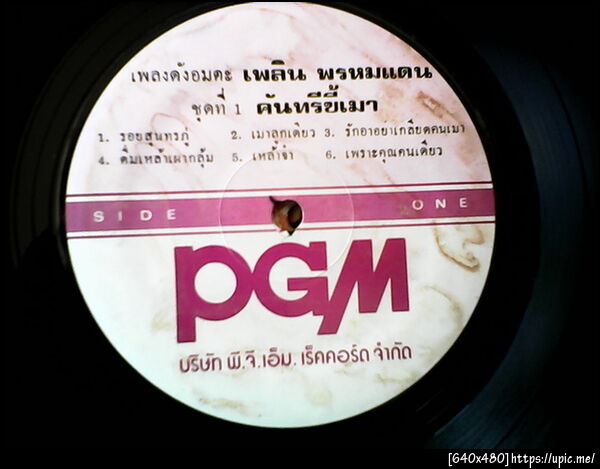 เพลงดังอมตะ เพลิน พรหมแดน
ชุดที่ 1 คันทรีขี้เมา
1. รอยสุนทรภู่ 2. เมาลูกเดียว 3. รักอาอย่าเกลียดคนเมา
4. ดื่มเหล้าเผากลุ้ม 5. เหล้าจ๋า 6. เพราะคุณคนเดียว
SIDE ONE
PGM
บริษัท พี.จี.เอ็ม. เร็คคอร์ด จำกัด
[640x480]https://upic.me/